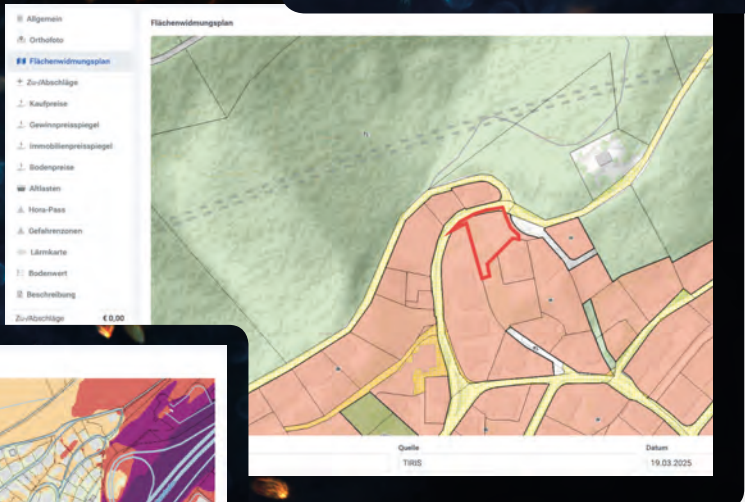 Allgemein
Orthofoto
Flächenwidmungsplan
Zu-/Abschläge
Kaufpreise
Gewinnpreisspiegel
Immobilienpreisspiegel
Bodenpreise
Altlasten
Hora-Pass
Gefahrenzonen
Lärmkarte
Bodenwert
Beschreibung
Zu-/Abschläge € 0,00
Flächenwidmungsplan
Quelle
TIRIS
Datum
19.03.2025